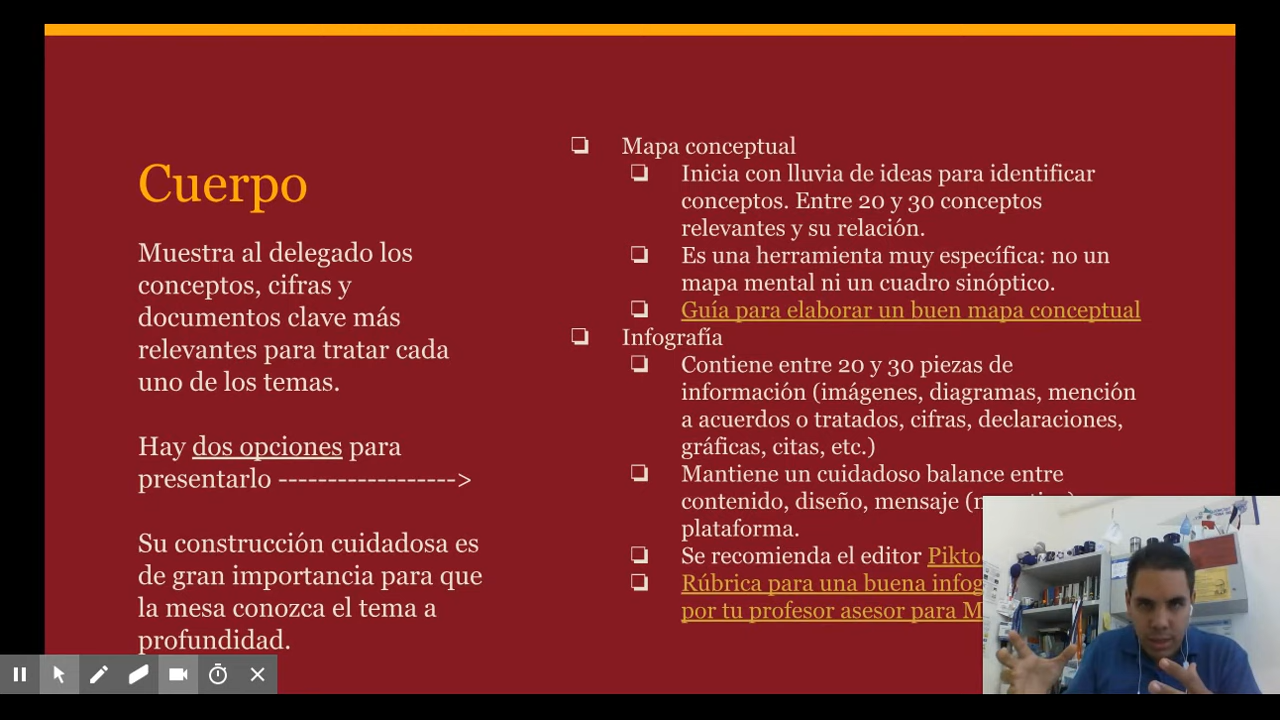 Cuerpo
Muestra al delegado los
conceptos, cifras y
documentos clave más
relevantes para tratar cada
uno de los temas.
Hay dos opciones para
presentarlo ------------------>
Su construcción cuidadosa es
de gran importancia para que
la mesa conozca el tema a
profundidad.
❏ Mapa conceptual
❏ Inicia con lluvia de ideas para identificar
conceptos. Entre 20 y 30 conceptos
relevantes y su relación.
❏ Es una herramienta muy específica: no un
mapa mental ni un cuadro sinóptico.
❏ Guía para elaborar un buen mapa conceptual
❏ Infografía
❏ Contiene entre 20 y 30 piezas de
información (imágenes, diagramas, mención
a acuerdos o tratados, cifras, declaraciones,
gráficas, citas, etc.)
❏ Mantiene un cuidadoso balance entre
contenido, diseño, mensaje
plataforma.
❏ Se recomienda el editor
❏ Rúbrica para una buena
por tu profesor asesor para